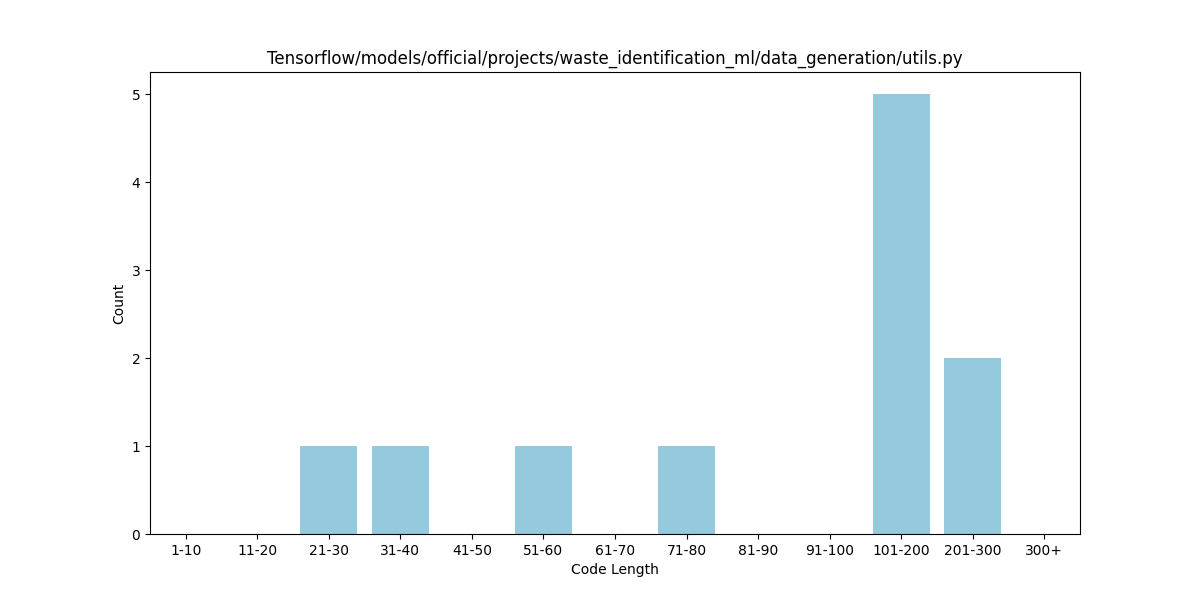 Tensorflow/models/official/projects/waste_identification_ml/data_generation/utils.py
5
4
3
2
1
0
Count
1-10 11-20 21-30 31-40 41-50 51-60 61-70 71-80 81-90 91-100 101-200 201-300 300+
Code Length